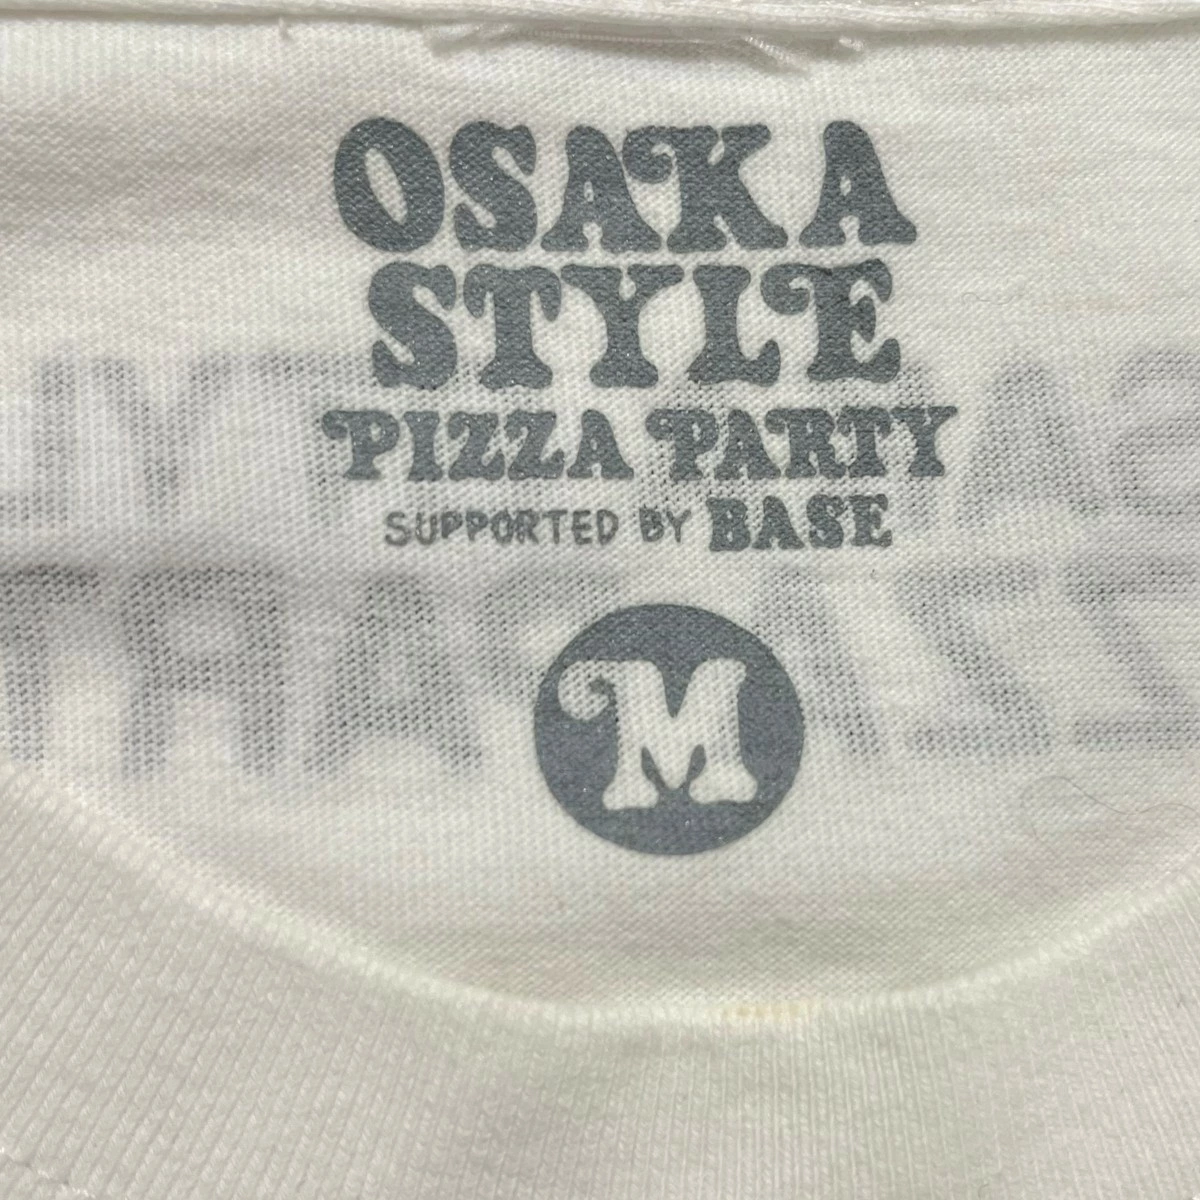 OSAKA
STYLE
PIZZA PARTY
SUPPORTED BY BASE
M